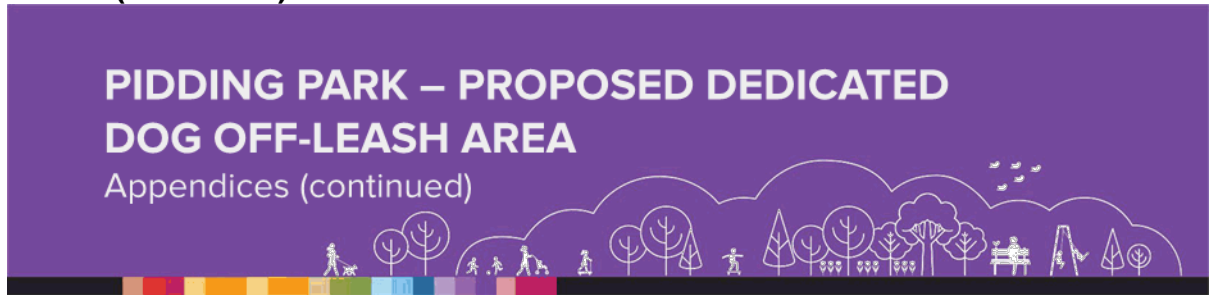 PIDDING PARK – PROPOSED DEDICATED
DOG OFF-LEASH AREA
Appendices (continued)